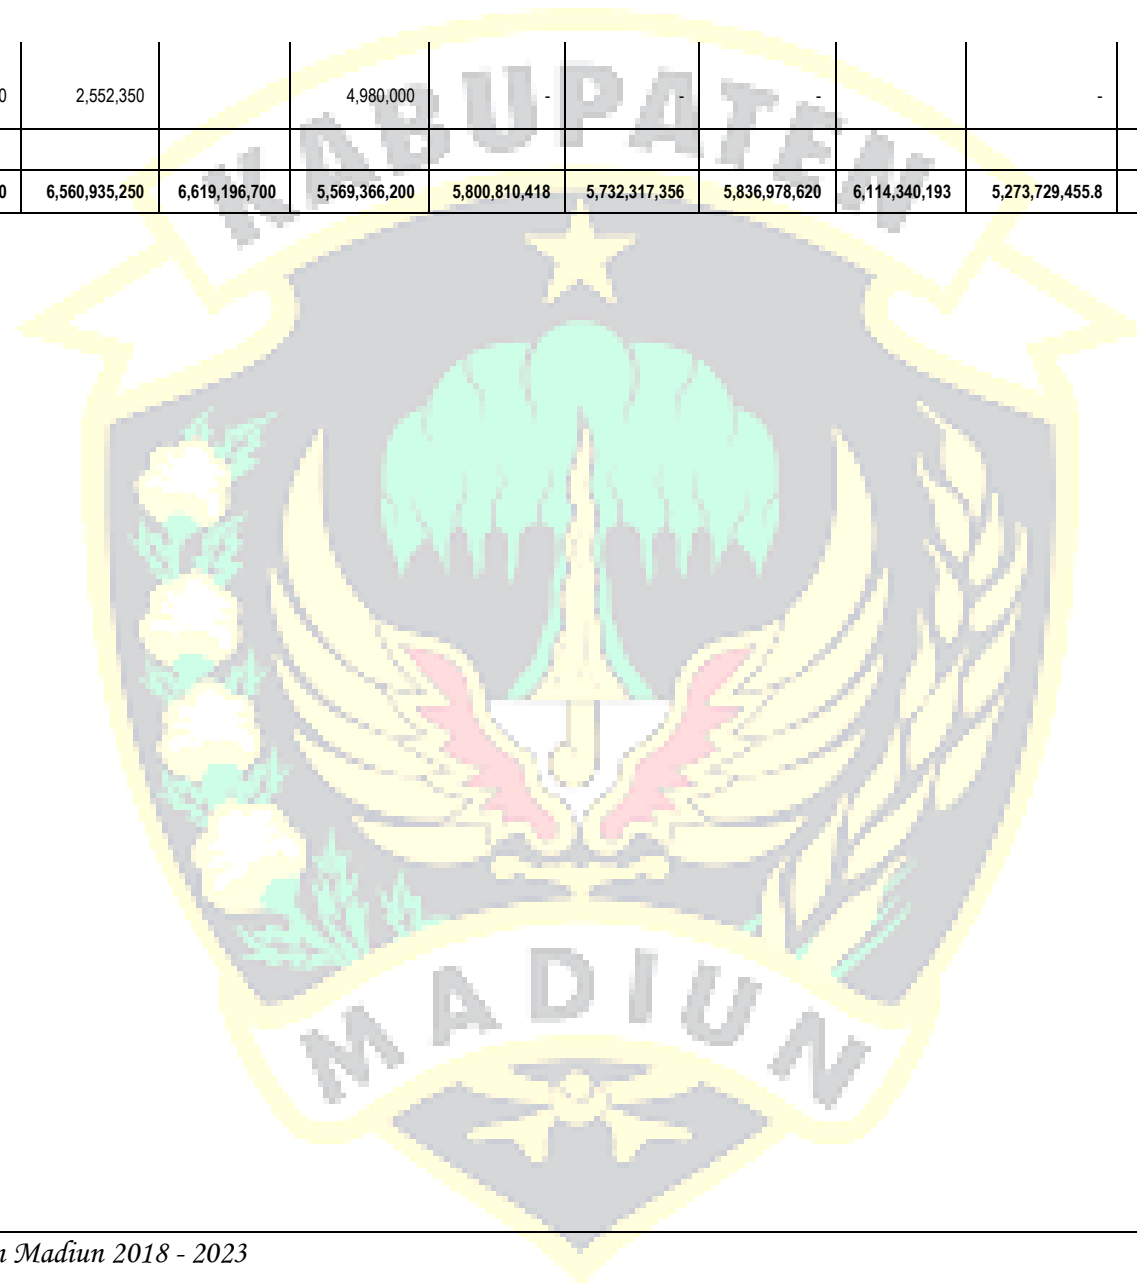 0 2,552,350 4,980,000 - - - -
0 6,560,935,250 6,619,196,700 5,569,366,200 5,800,810,418 5,732,317,356 5,836,978,620 6,114,340,193 5,273,729,455.8
KABUPATEN
MADIUN
n Madiun 2018 - 2023